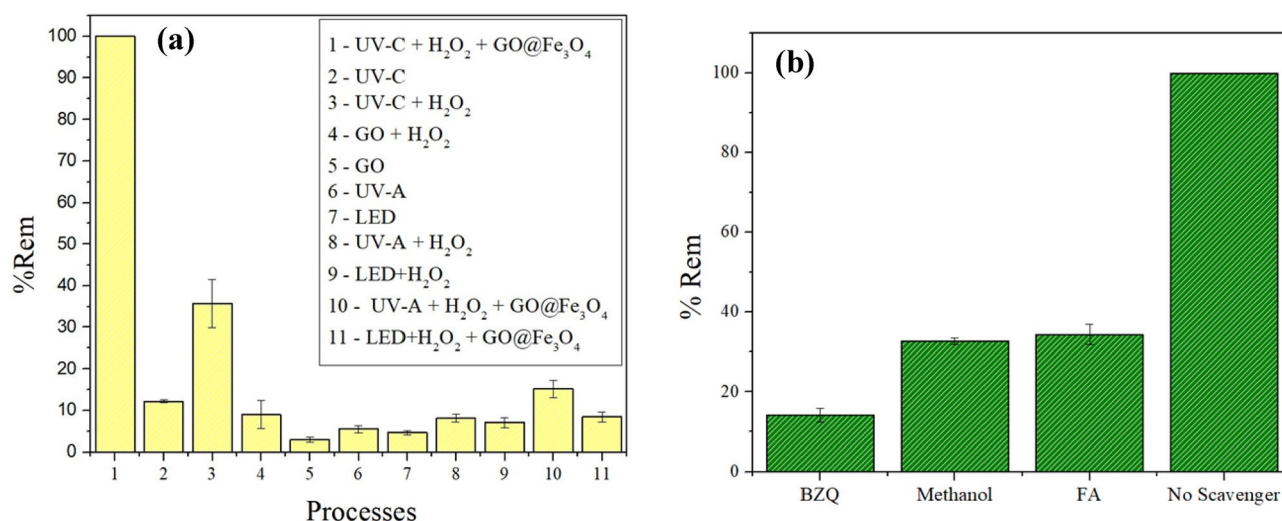 (a)
100
90
80
70
60
50
40
30
20
10
0
%Rem
1 - UV-C + H₂O₂ + GO@Fe₃O₄
2 - UV-C
3 - UV-C + H₂O₂
4 - GO + H₂O₂
5 - GO
6 - UV-A
7 - LED
8 - UV-A + H₂O₂
9 - LED+H₂O₂
10 - UV-A + H₂O₂ + GO@Fe₃O₄
11 - LED+H₂O₂ + GO@Fe₃O₄
1 2 3 4 5 6 7 8 9 10 11
Processes
(b)
100
80
60
40
20
0
% Rem
BZQ Methanol FA No Scavenger